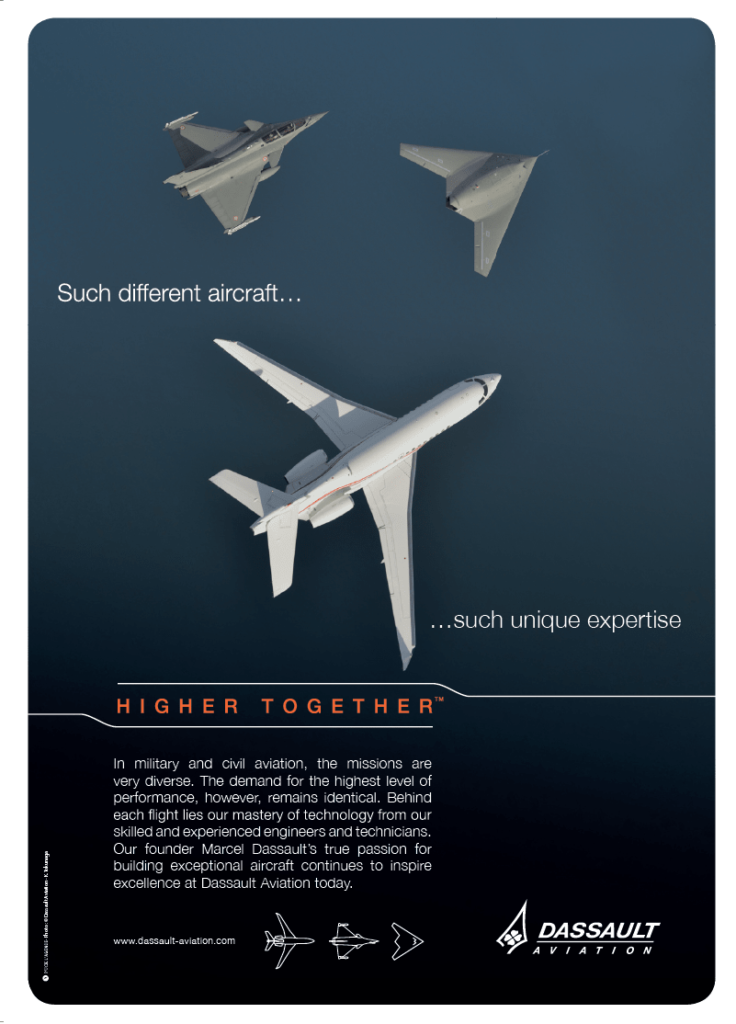 Such different aircraft...
...such unique expertise
HIGHER TOGETHER™
In military and civil aviation, the missions are
very diverse. The demand for the highest level of
performance, however, remains identical. Behind
each flight lies our mastery of technology from our
skilled and experienced engineers and technicians.
Our founder Marcel Dassault's true passion for
building exceptional aircraft continues to inspire
excellence at Dassault Aviation today.
www.dassault-aviation.com
DASSAULT
AVIATION